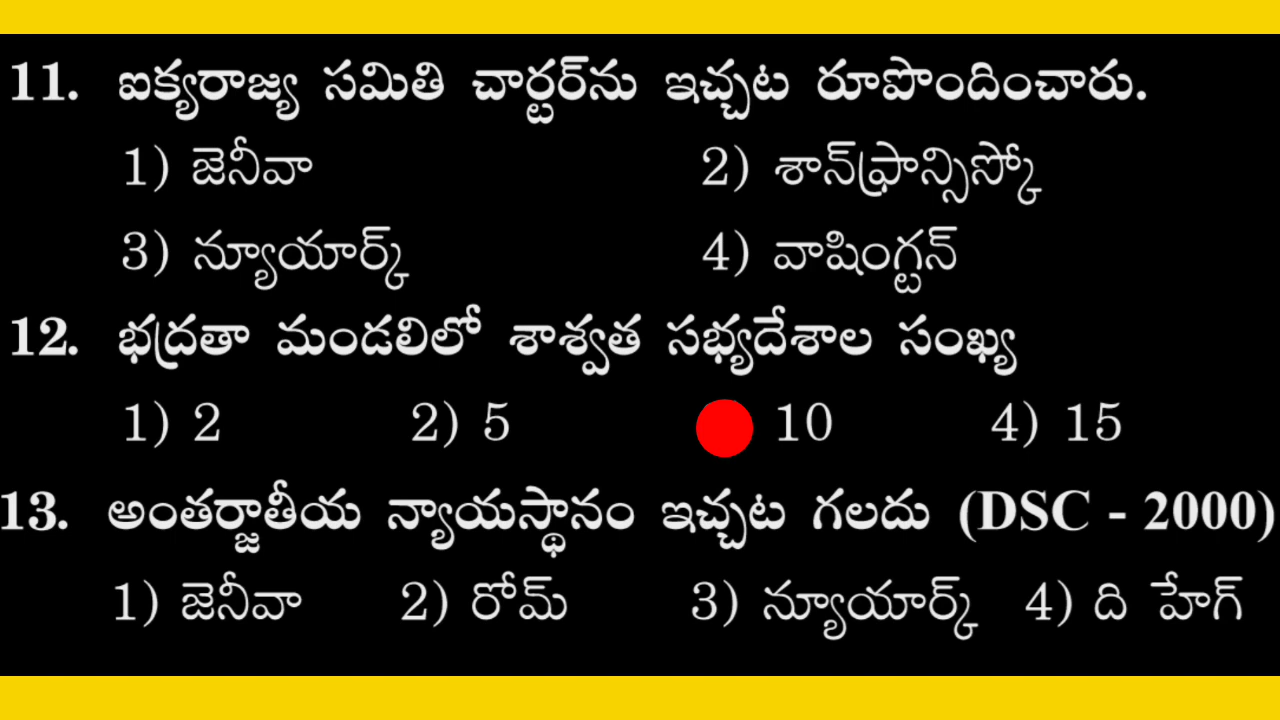 11. ఐక్యరాజ్య సమితి చార్టర్‌ను ఇచ్చట రూపొందించారు.
1) జెనీవా 2) శాన్‌ఫ్రాన్సిస్కో
3) న్యూయార్క్ 4) వాషింగ్టన్
12. భద్రతా మండలిలో శాశ్వత సభ్యదేశాల సంఖ్య
1) 2 2) 5 10 4) 15
13. అంతర్జాతీయ న్యాయస్థానం ఇచ్చట గలదు (DSC - 2000)
1) జెనీవా 2) రోమ్ 3) న్యూయార్క్ 4) ది హేగ్